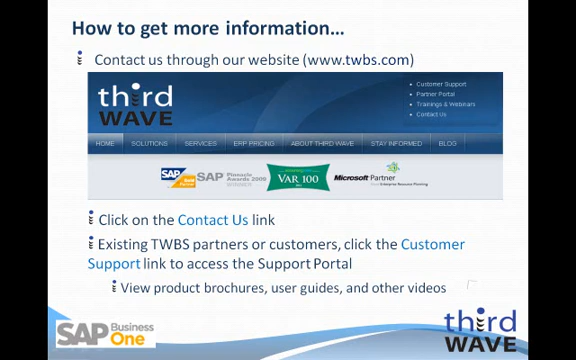 How to get more information…
Contact us through our website (www.twbs.com)
third
WAVE
Customer Support
Partner Portal
Trainings & Webinars
Contact Us
HOME SOLUTIONS SERVICES ERP PRICING ABOUT THIRD WAVE STAY INFORMED BLOG
SAP SAP Pinnacle Awards 2009 WINNER VAR 100 Microsoft Partner
Click on the Contact Us link
Existing TWBS partners or customers, click the Customer
Support link to access the Support Portal
View product brochures, user guides, and other videos
SAP Business One
third
WAVE